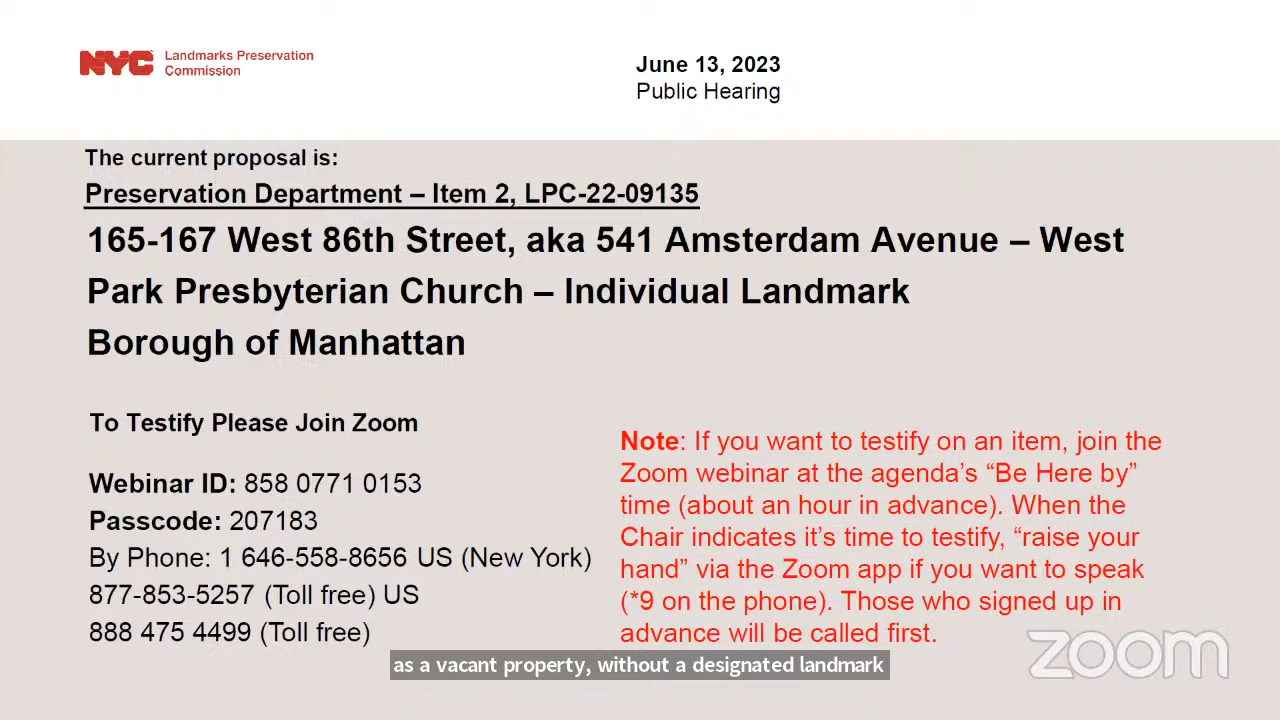 NYC
Landmarks Preservation
Commission
June 13, 2023
Public Hearing
The current proposal is:
Preservation Department – Item 2, LPC-22-09135
165-167 West 86th Street, aka 541 Amsterdam Avenue – West
Park Presbyterian Church – Individual Landmark
Borough of Manhattan
To Testify Please Join Zoom
Webinar ID: 858 0771 0153
Passcode: 207183
By Phone: 1 646-558-8656 US (New York)
877-853-5257 (Toll free) US
888 475 4499 (Toll free)
Note: If you want to testify on an item, join the
Zoom webinar at the agenda’s “Be Here by”
time (about an hour in advance). When the
Chair indicates it’s time to testify, “raise your
hand” via the Zoom app if you want to speak
(*9 on the phone). Those who signed up in
advance will be called first.
zoom
as a vacant property, without a designated landmark